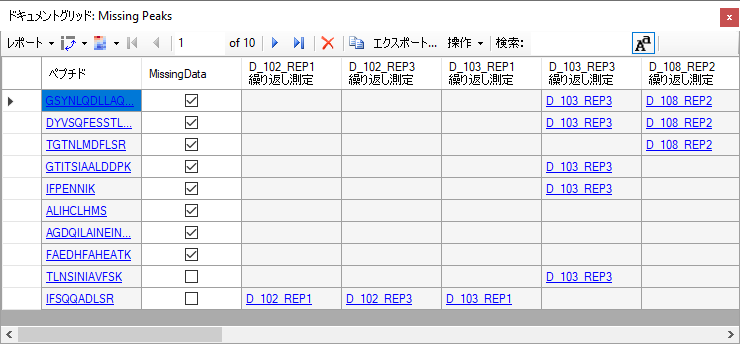 ドキュメントグリッド: Missing Peaks
レポート 1 of 10 エクスポート... 操作 検索: Aa
ペプチド MissingData D_102_REP1 繰り返し測定 D_102_REP3 繰り返し測定 D_103_REP1 繰り返し測定 D_103_REP3 繰り返し測定 D_108_REP2 繰り返し測定
GSYNLQDLLAQ... D_103_REP3 D_108_REP2
DYVSQFESSTL... D_103_REP3 D_108_REP2
TGTNLMDFLSR D_108_REP2
GTITSIAALDDPK D_103_REP3
IFPENNIK D_103_REP3
ALIHCLHMS
AGDQILAINEIN...
FAEDHFAHEATK
TLNSINIAVFSK D_103_REP3
IFSQQADLSR D_102_REP1 D_102_REP3 D_103_REP1